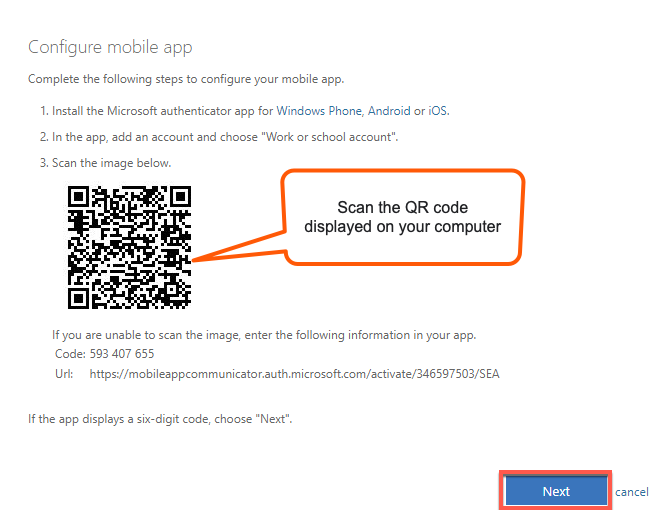 Configure mobile app
Complete the following steps to configure your mobile app.
1. Install the Microsoft authenticator app for Windows Phone, Android or iOS.
2. In the app, add an account and choose "Work or school account".
3. Scan the image below.
Scan the QR code
displayed on your computer
If you are unable to scan the image, enter the following information in your app.
Code: 593 407 655
Url: https://mobileappcommunicator.auth.microsoft.com/activate/346597503/SEA
If the app displays a six-digit code, choose "Next".
Next cancel